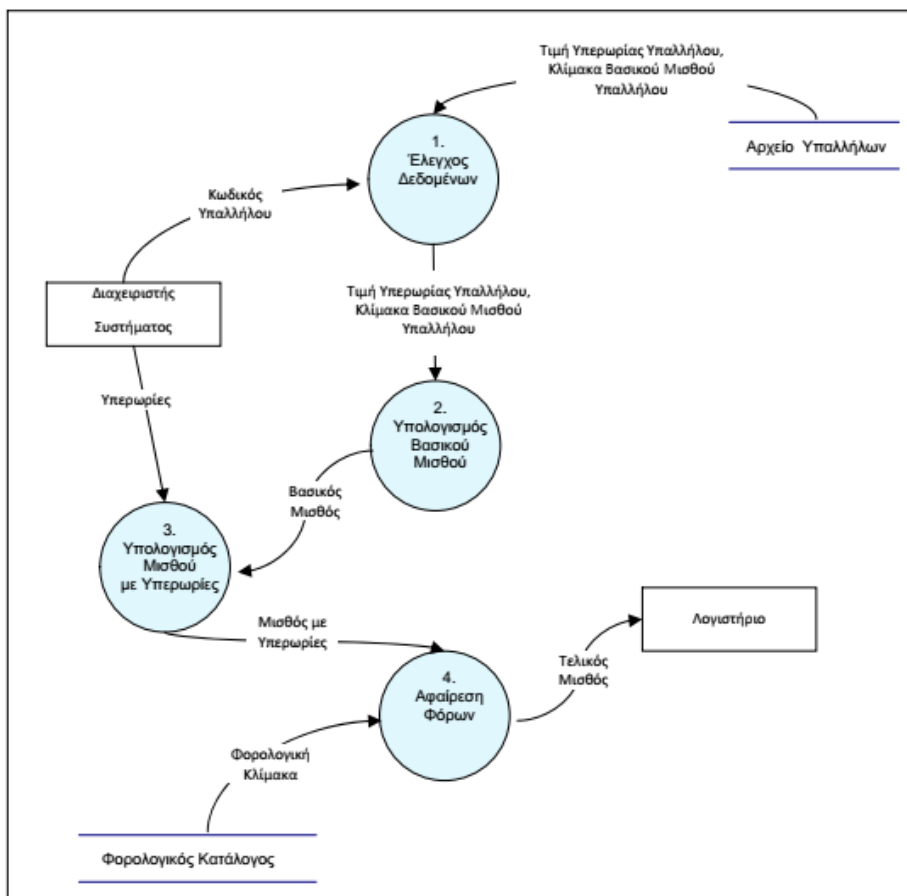 Τιμή Υπερωρίας Υπαλλήλου,
Κλίμακα Βασικού Μισθού
Υπαλλήλου
Αρχείο Υπαλλήλων
1.
Έλεγχος
Δεδομένων
Κωδικός
Υπαλλήλου
Διαχειριστής
Συστήματος
Τιμή Υπερωρίας Υπαλλήλου,
Κλίμακα Βασικού Μισθού
Υπαλλήλου
Υπερωρίες
2.
Υπολογισμός
Βασικού
Μισθού
Βασικός
Μισθός
3.
Υπολογισμός
Μισθού
με Υπερωρίες
Μισθός με
Υπερωρίες
Λογιστήριο
Τελικός
Μισθός
4.
Αφαίρεση
Φόρων
Φορολογική
Κλίμακα
Φορολογικός Κατάλογος